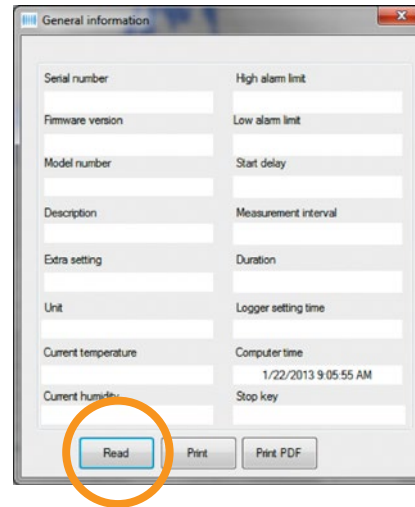 General information
Serial number
High alarm limit
Firmware version
Low alarm limit
Model number
Start delay
Description
Measurement interval
Extra setting
Duration
Unit
Logger setting time
Current temperature
Computer time
1/22/2013 9:05:55 AM
Current humidity
Stop key
Read
Print
Print PDF